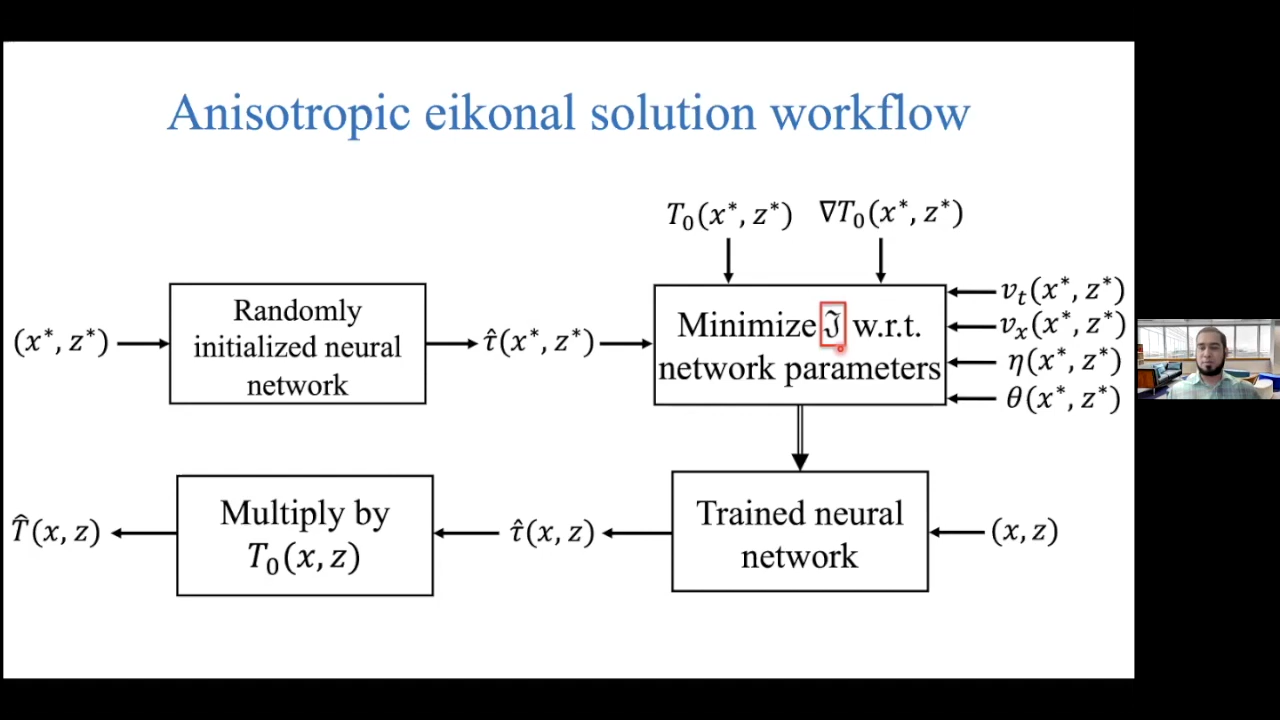 Anisotropic eikonal solution workflow
T₀(x*, z*) ∇T₀(x*, z*)
(x*, z*)
Randomly
initialized neural
network
τ̂(x*, z*)
Minimize ℑ w.r.t.
network parameters
vₜ(x*, z*)
vₓ(x*, z*)
η(x*, z*)
θ(x*, z*)
T̂(x, z)
Multiply by
T₀(x, z)
τ̂(x, z)
Trained neural
network
(x, z)